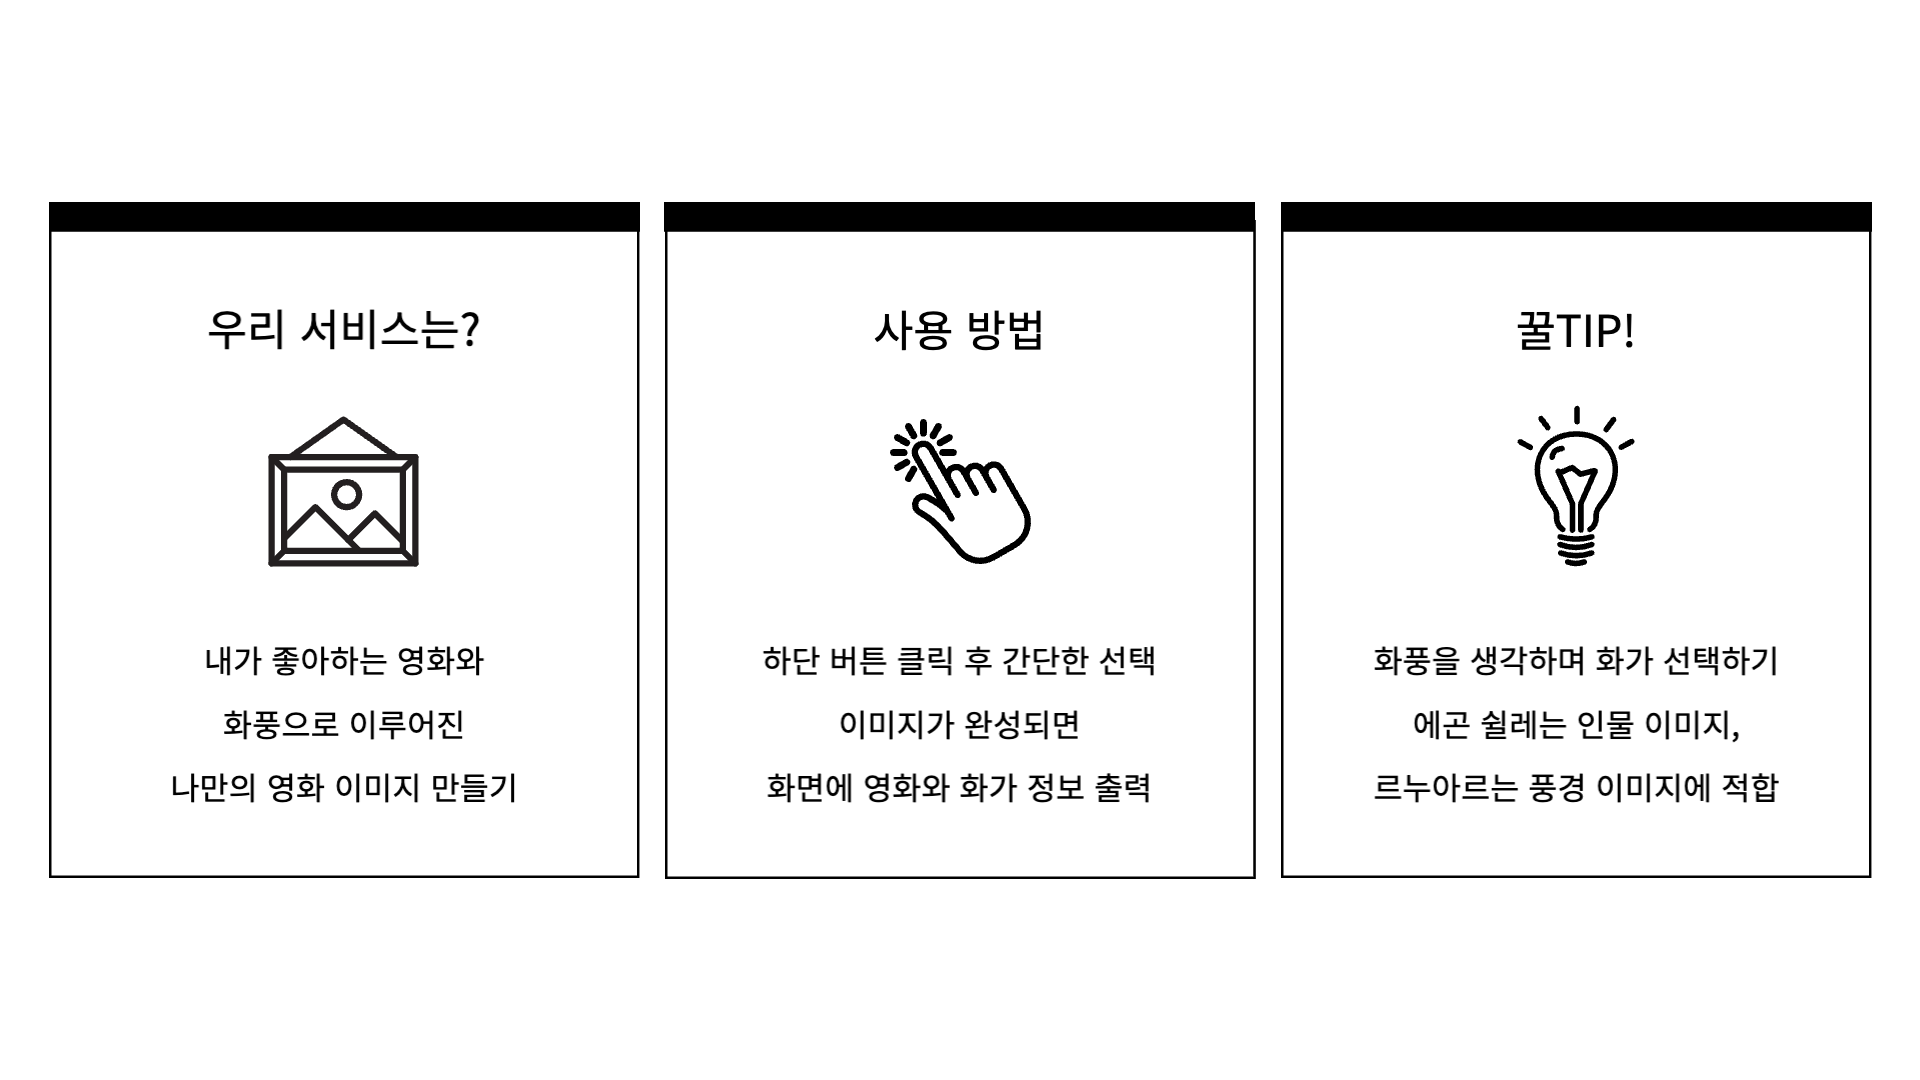 우리 서비스는?
내가 좋아하는 영화와
화풍으로 이루어진
나만의 영화 이미지 만들기
사용 방법
하단 버튼 클릭 후 간단한 선택
이미지가 완성되면
화면에 영화와 화가 정보 출력
꿀TIP!
화풍을 생각하며 화가 선택하기
에곤 쉴레는 인물 이미지,
르누아르는 풍경 이미지에 적합